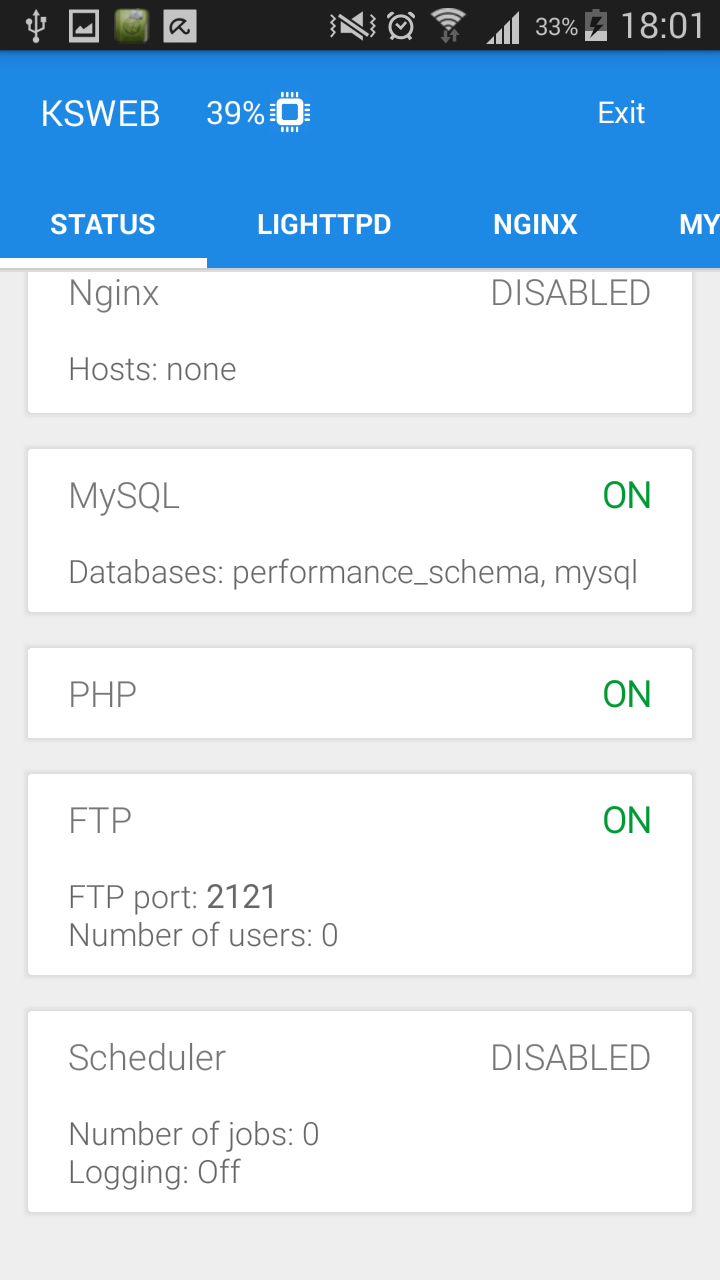 33% 18:01
KSWEB 39% Exit
STATUS LIGHTTPD NGINX MY
Nginx DISABLED
Hosts: none
MySQL ON
Databases: performance_schema, mysql
PHP ON
FTP ON
FTP port: 2121
Number of users: 0
Scheduler DISABLED
Number of jobs: 0
Logging: Off